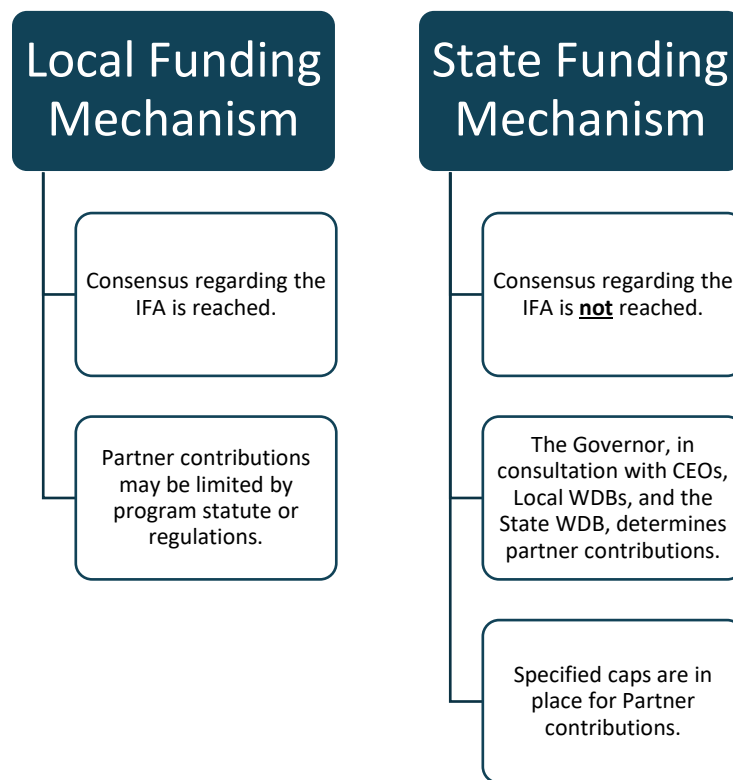 Local Funding
Mechanism
Consensus regarding the
IFA is reached.
Partner contributions
may be limited by
program statute or
regulations.
State Funding
Mechanism
Consensus regarding the
IFA is not reached.
The Governor, in
consultation with CEOs,
Local WDBs, and the
State WDB, determines
partner contributions.
Specified caps are in
place for Partner
contributions.